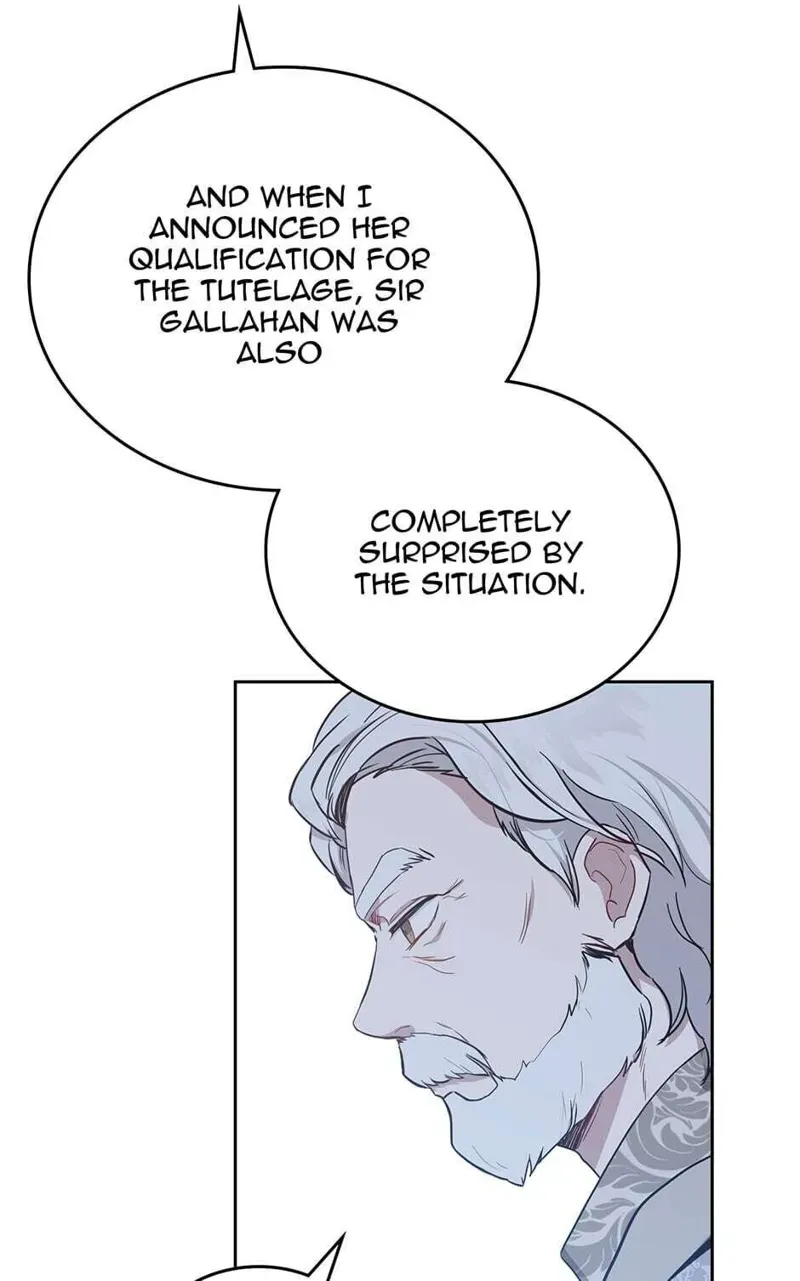 AND WHEN I
ANNOUNCED HER
QUALIFICATION FOR
THE TUTELAGE, SIR
GALLAHAN WAS
ALSO
COMPLETELY
SURPRISED BY
THE SITUATION.